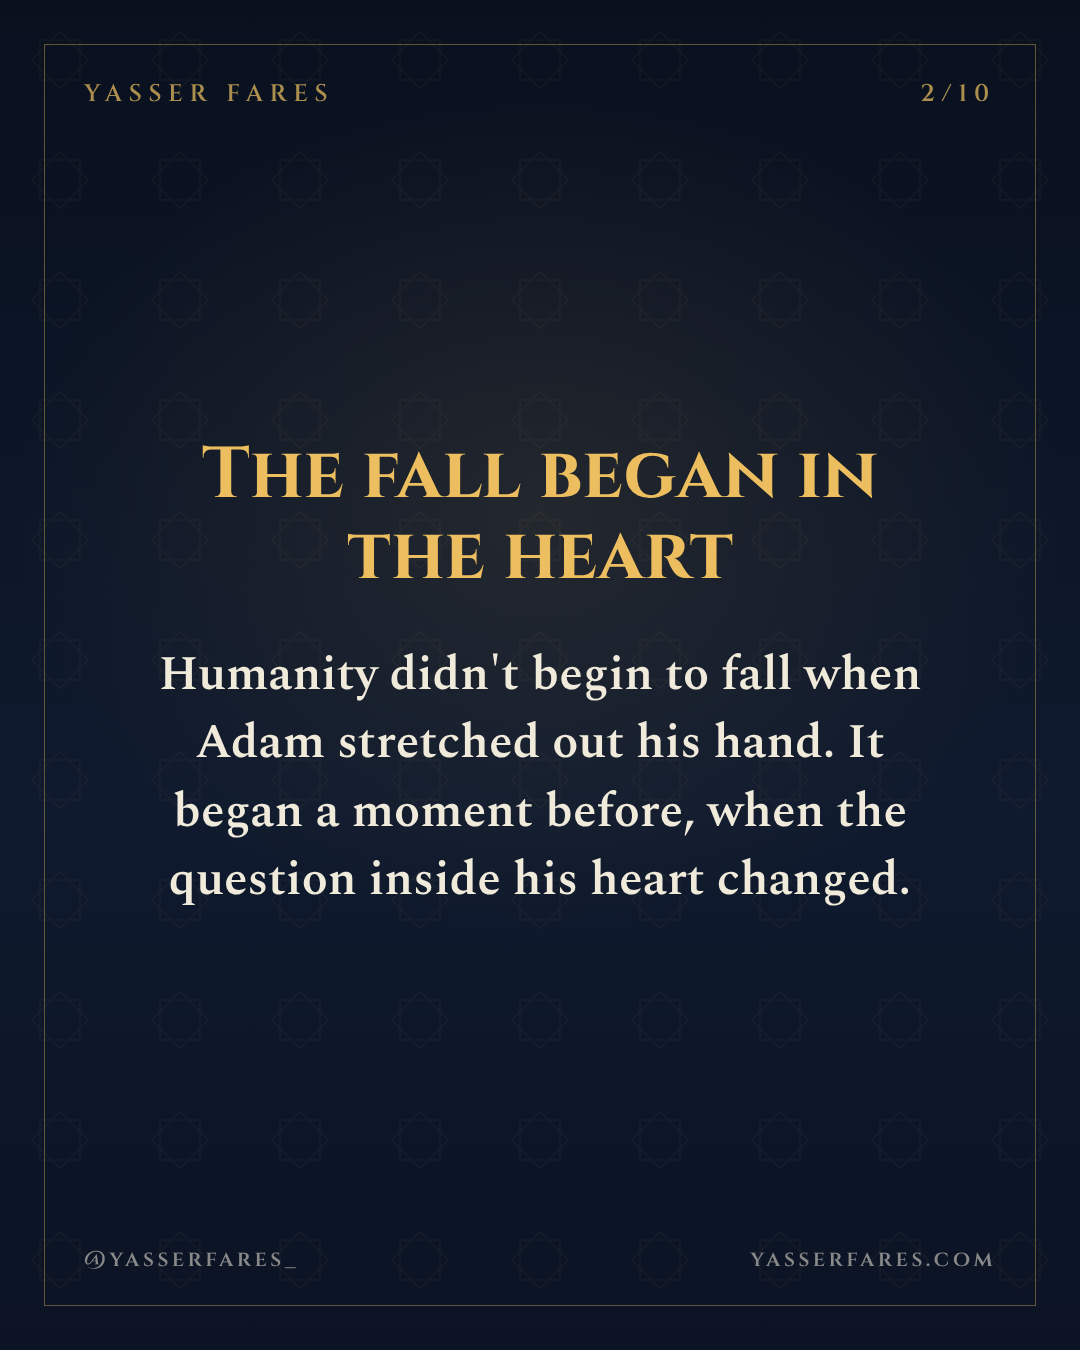 YASSER FARES
2/10
The fall began in
the heart
Humanity didn't begin to fall when
Adam stretched out his hand. It
began a moment before, when the
question inside his heart changed.
@YASSERFARES_
YASSERFARES.COM